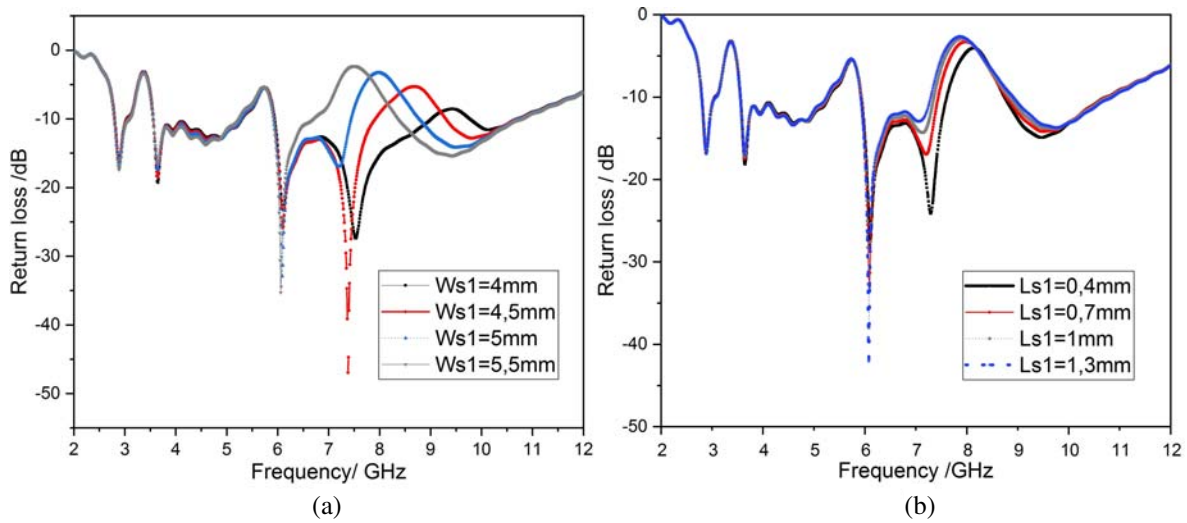 0
-10
-20
-30
-40
-50
Return loss /dB
2 3 4 5 6 7 8 9 10 11 12
Frequency/ GHz
Ws1=4mm
Ws1=4,5mm
Ws1=5mm
Ws1=5,5mm
(a)
0
-10
-20
-30
-40
-50
Return loss / dB
2 3 4 5 6 7 8 9 10 11 12
Frequency /GHz
Ls1=0,4mm
Ls1=0,7mm
Ls1=1mm
Ls1=1,3mm
(b)